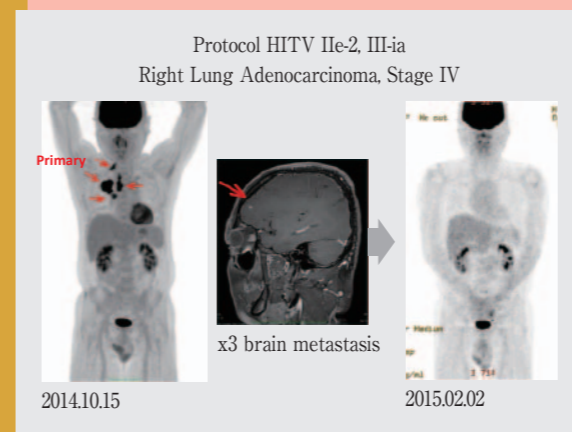 Protocol HITV IIe-2, III-ia
Right Lung Adenocarcinoma, Stage IV
Primary
x3 brain metastasis
2014.10.15
2015.02.02